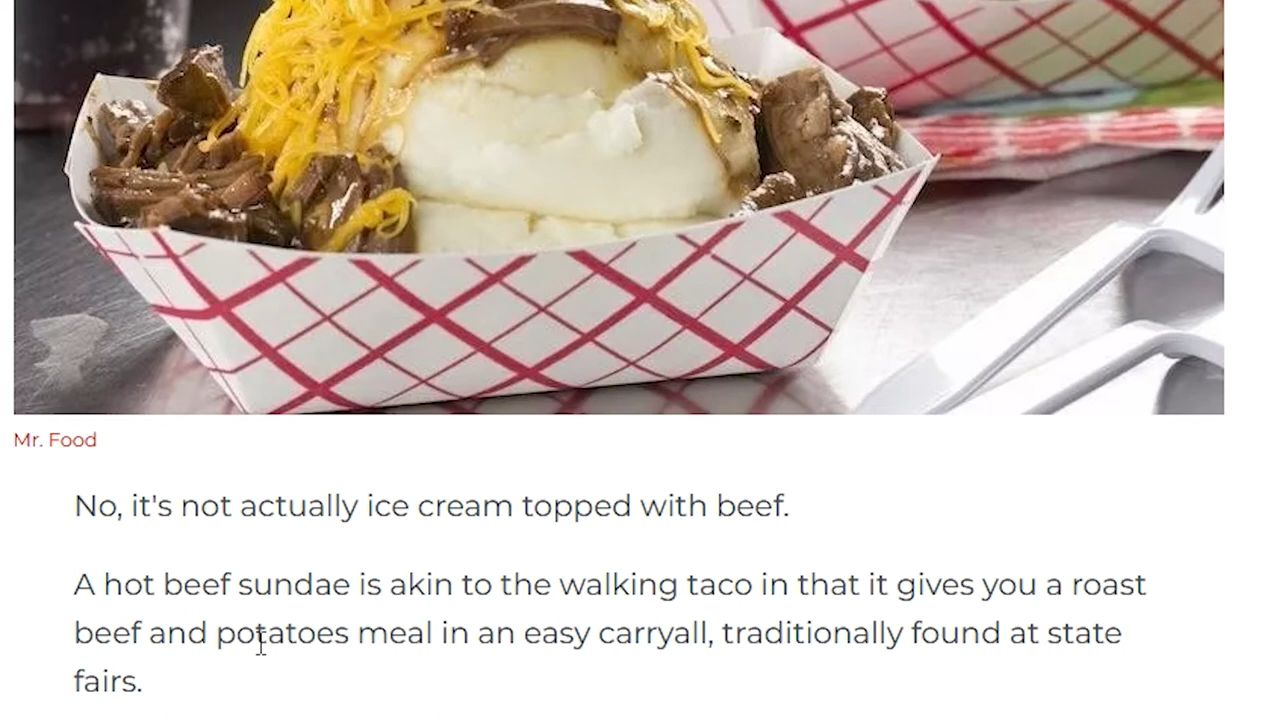 Mr. Food
No, it's not actually ice cream topped with beef.
A hot beef sundae is akin to the walking taco in that it gives you a roast
beef and potatoes meal in an easy carryall, traditionally found at state
fairs.